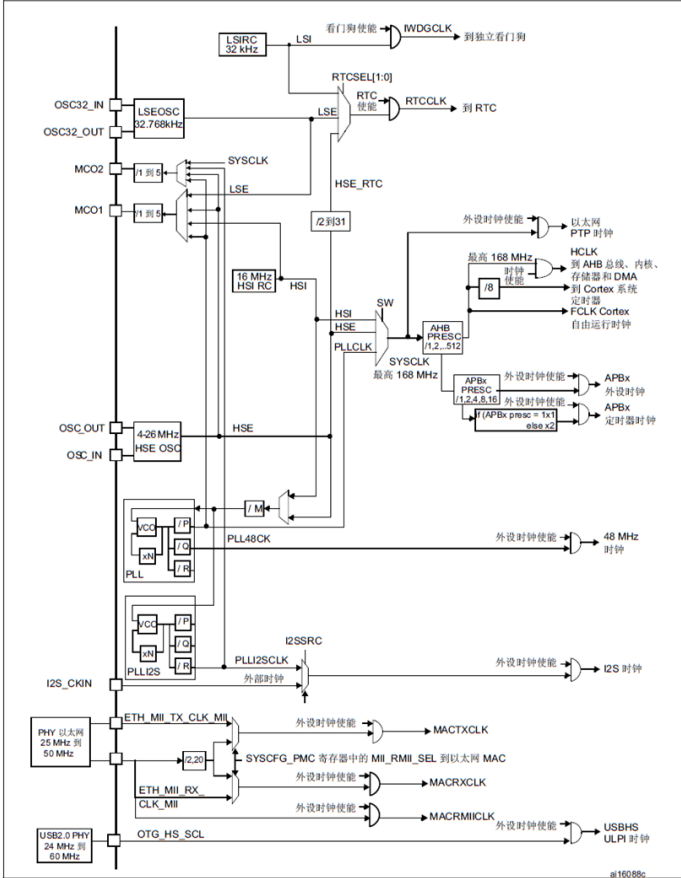 看门狗使能
IWDGCLK
到独立看门狗
LSIRC
32 kHz
LSI
RTCSEL[1:0]
RTC
使能
RTCCLK
到 RTC
OSC32_IN
OSC32_OUT
LSEOSC
32.768kHz
LSE
MCO2
/1 到 5
SYSCLK
LSE
HSE_RTC
MCO1
/1 到 5
/2到31
外设时钟使能
以太网
PTP 时钟
16 MHz
HSI RC
HSI
最高 168 MHz
时钟
使能
HCLK
到 AHB 总线、内核、
存储器和 DMA
/8
到 Cortex 系统
定时器
FCLK Cortex
自由运行时钟
SW
HSI
HSE
PLLCLK
SYSCLK
最高 168 MHz
AHB
PRESC
/1,2,..512
APBx
PRESC
/1,2,4,8,16
外设时钟使能
APBx
外设时钟
外设时钟使能
if (APBx presc = 1x1
else x2
APBx
定时器时钟
OSC_OUT
OSC_IN
4-26 MHz
HSE OSC
HSE
/ M
VCO
xN
/ P
/ Q
/ R
PLL
PLL48CK
外设时钟使能
48 MHz
时钟
VCO
xN
/ P
/ Q
/ R
PLLI2S
I2SSRC
PLLI2SCLK
外设时钟使能
I2S 时钟
I2S_CKIN
外部时钟
PHY 以太网
25 MHz 到
50 MHz
ETH_MII_TX_CLK_MII
外设时钟使能
MACTXCLK
/2,20
SYSCFG_PMC 寄存器中的 MII_RMII_SEL 到以太网 MAC
ETH_MII_RX_
CLK_MII
外设时钟使能
MACRXCLK
外设时钟使能
MACRMIICLK
USB2.0 PHY
24 MHz 到
60 MHz
OTG_HS_SCL
外设时钟使能
USBHS
ULPI 时钟
ai16088c